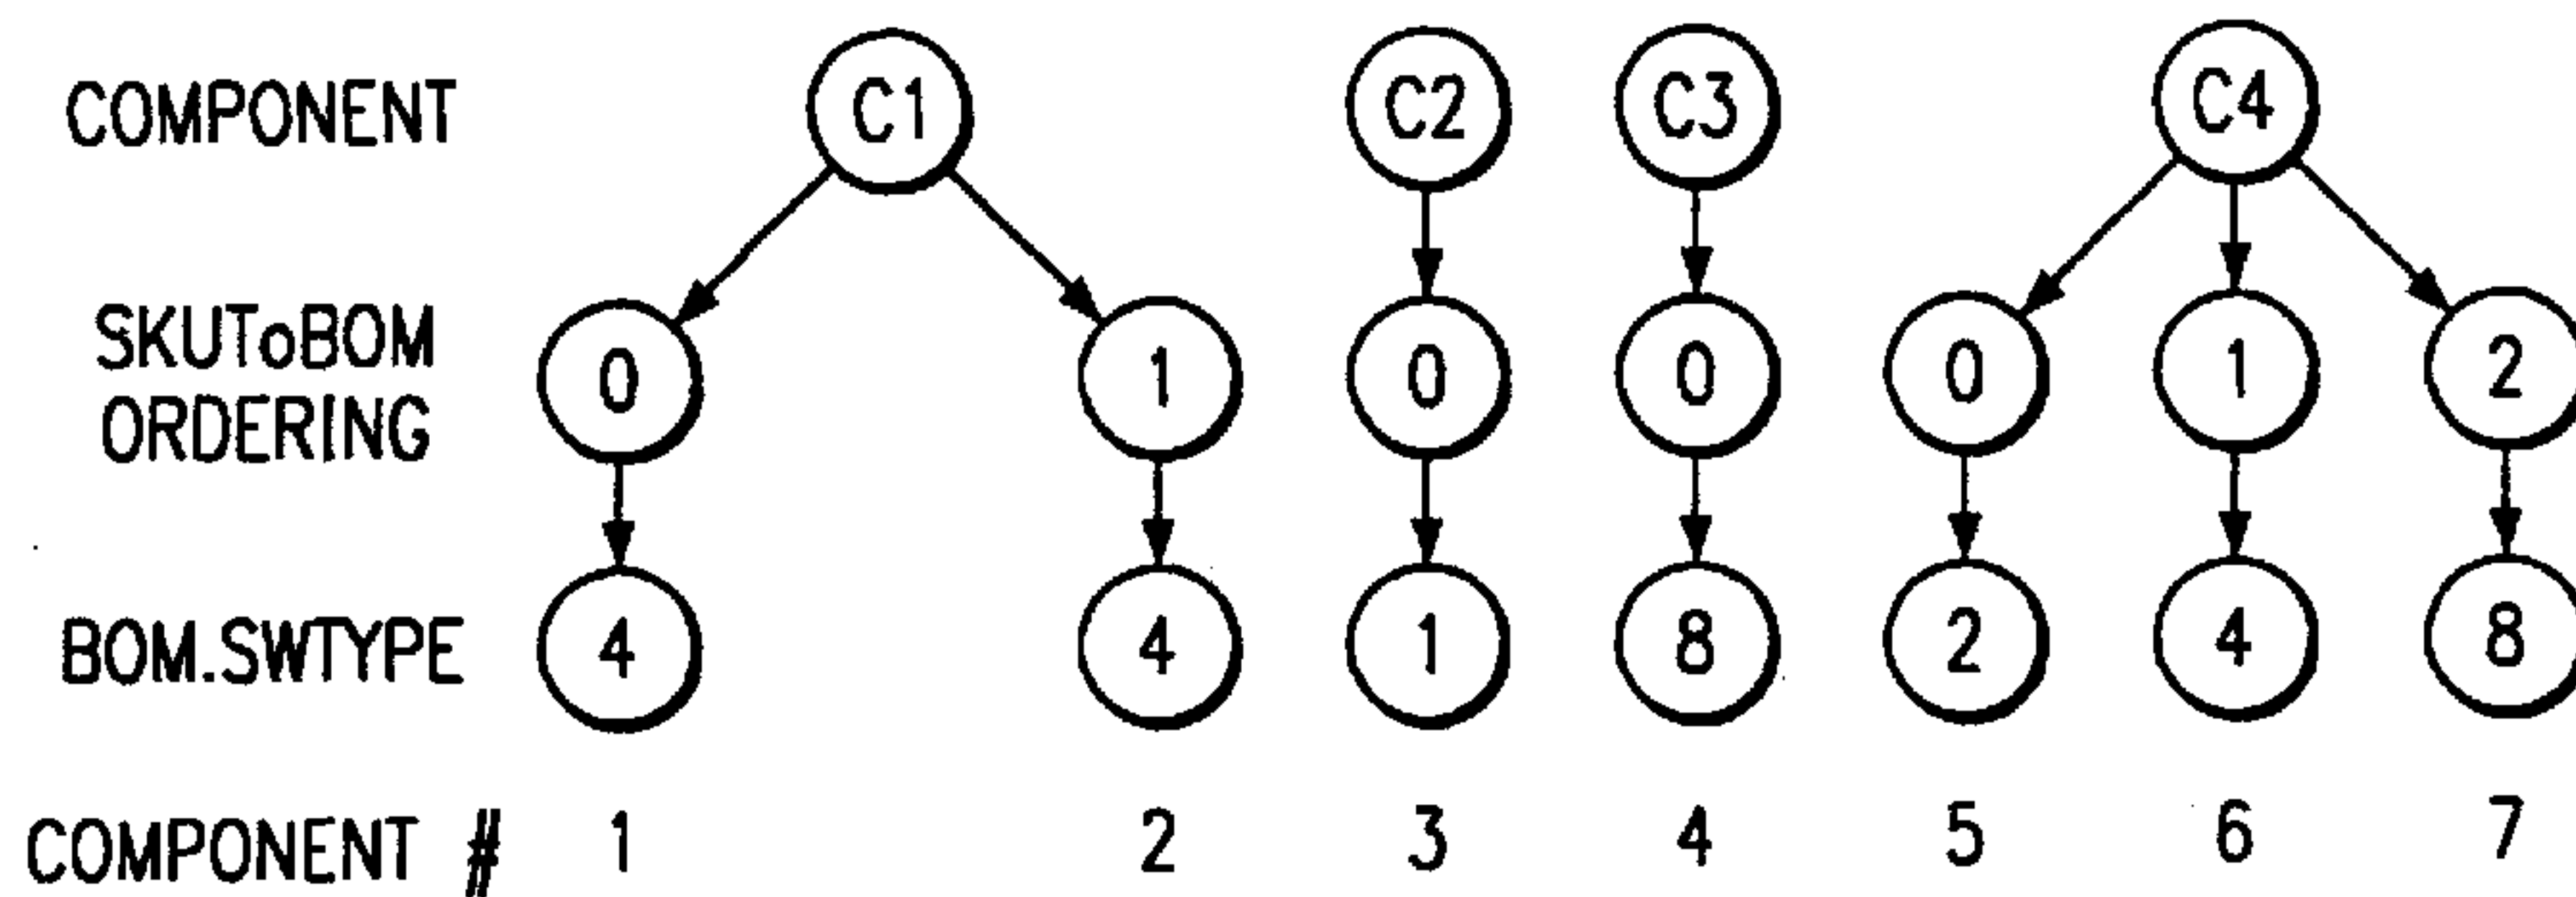 COMPONENT C1 C2 C3 C4
SKUToBOM
ORDERING
0 1 0 0 0 1 2
BOM.SWTYPE 4 4 1 8 2 4 8
COMPONENT # 1 2 3 4 5 6 7